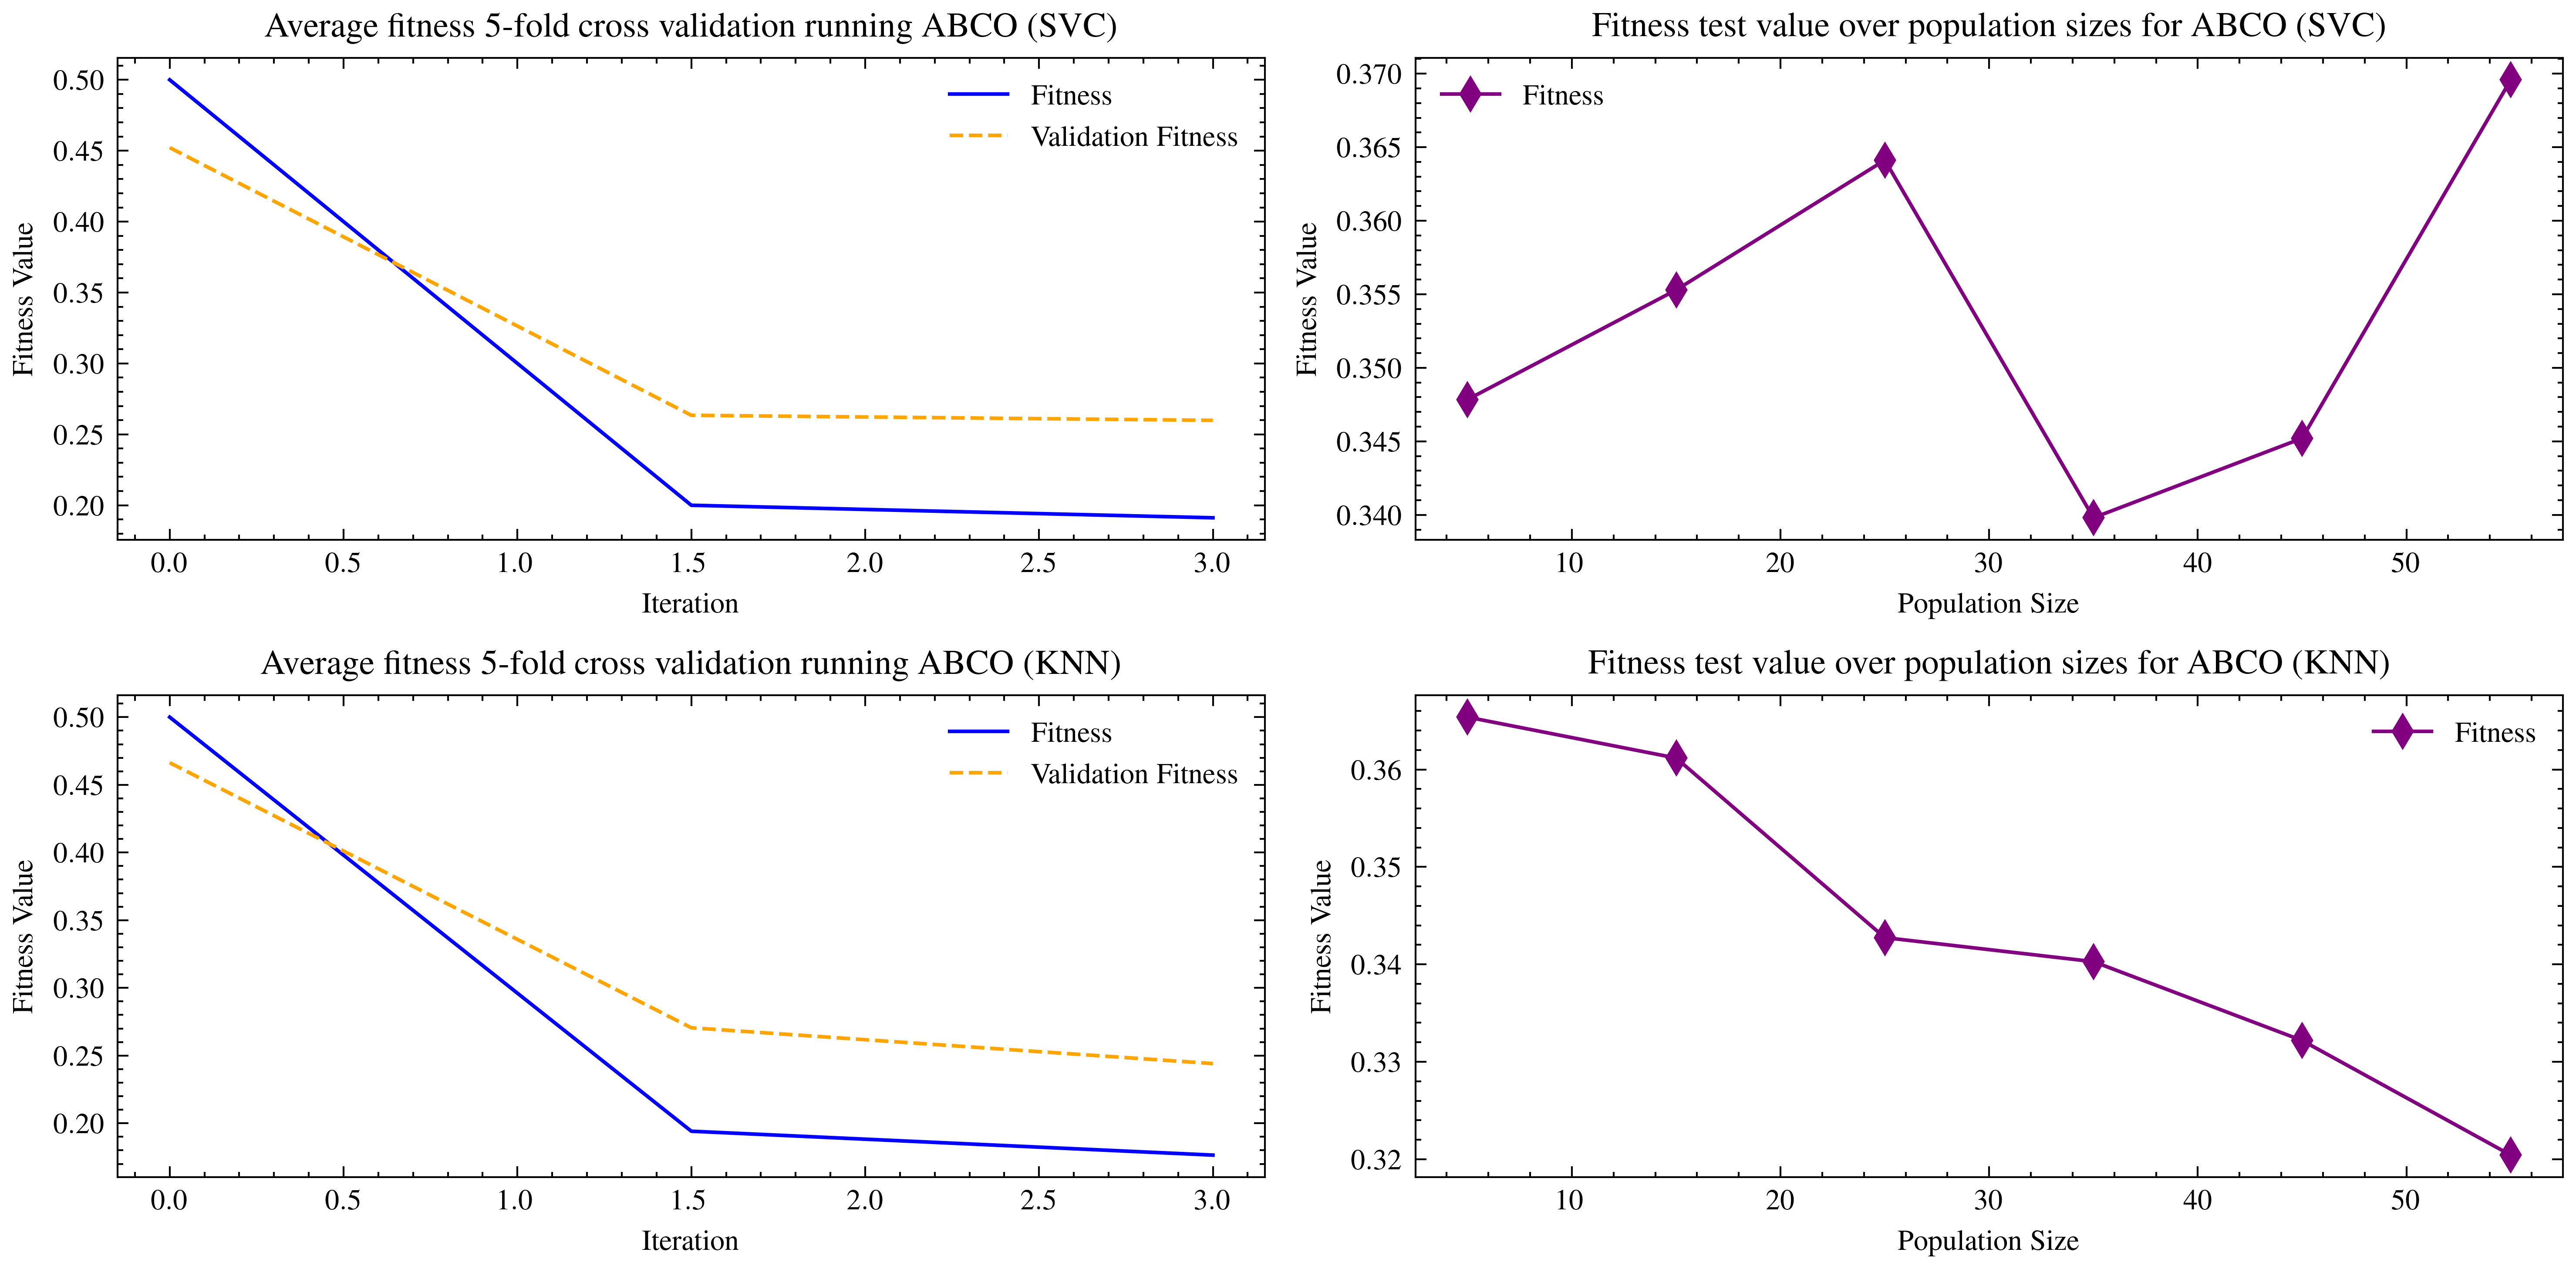 Average fitness 5-fold cross validation running ABCO (SVC)
Fitness Value
0.50
0.45
0.40
0.35
0.30
0.25
0.20
Fitness
Validation Fitness
0.0 0.5 1.0 1.5 2.0 2.5 3.0
Iteration
Fitness test value over population sizes for ABCO (SVC)
Fitness Value
0.370
0.365
0.360
0.355
0.350
0.345
0.340
Fitness
10 20 30 40 50
Population Size
Average fitness 5-fold cross validation running ABCO (KNN)
Fitness Value
0.50
0.45
0.40
0.35
0.30
0.25
0.20
Fitness
Validation Fitness
0.0 0.5 1.0 1.5 2.0 2.5 3.0
Iteration
Fitness test value over population sizes for ABCO (KNN)
Fitness Value
0.36
0.35
0.34
0.33
0.32
Fitness
10 20 30 40 50
Population Size